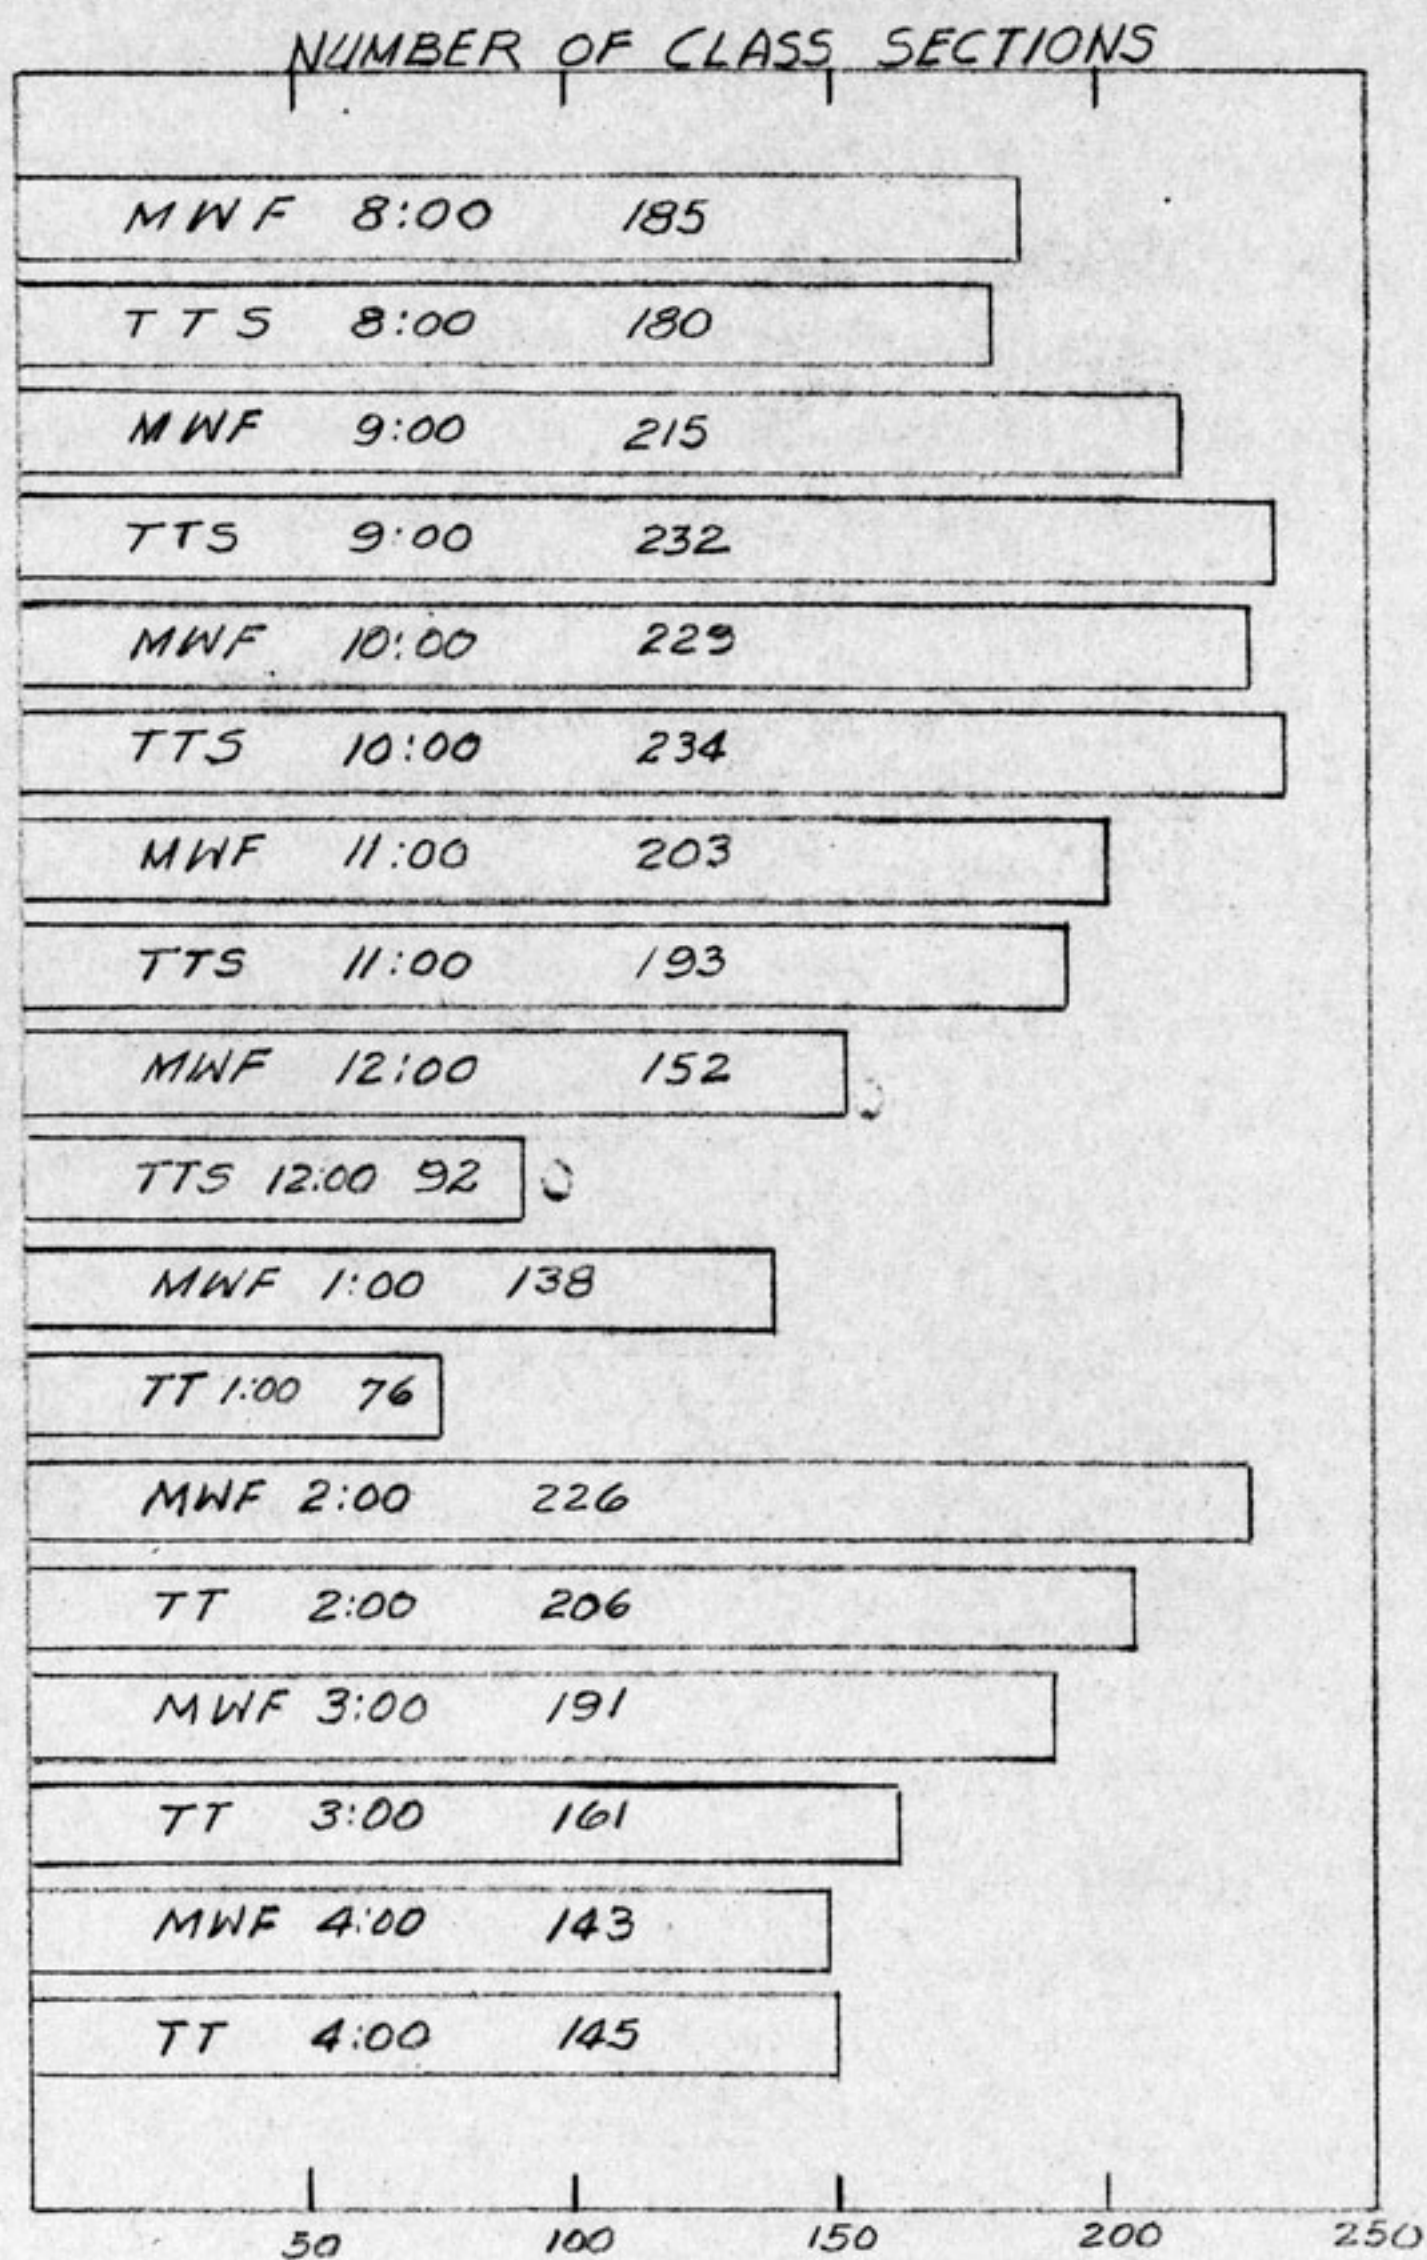 NUMBER OF CLASS SECTIONS
MWF 8:00 185
TTS 8:00 180
MWF 9:00 215
TTS 9:00 232
MWF 10:00 229
TTS 10:00 234
MWF 11:00 203
TTS 11:00 193
MWF 12:00 152
TTS 12:00 92
MWF 1:00 138
TT 1:00 76
MWF 2:00 226
TT 2:00 206
MWF 3:00 191
TT 3:00 161
MWF 4:00 143
TT 4:00 145
50 100 150 200 250